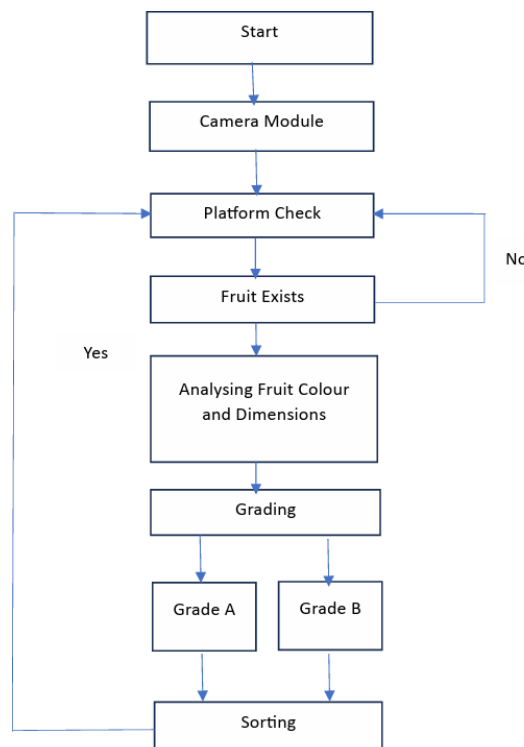 Start
Camera Module
Platform Check
Fruit Exists
No
Yes
Analysing Fruit Colour
and Dimensions
Grading
Grade A
Grade B
Sorting